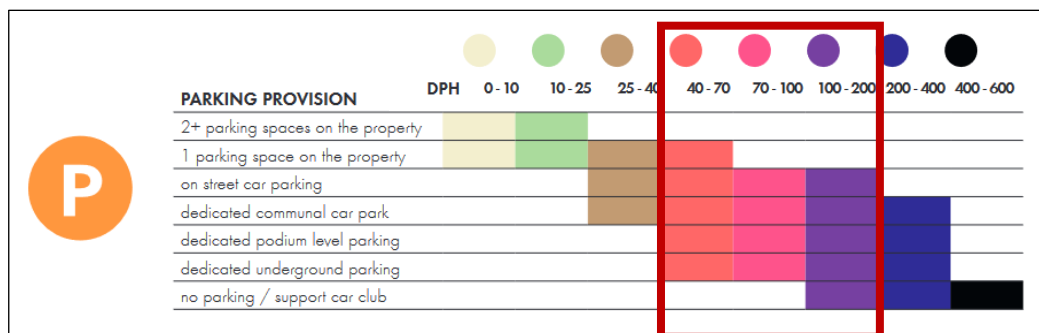 DPH 0 - 10 10 - 25 25 - 40 40 - 70 70 - 100 100 - 200 200 - 400 400 - 600
PARKING PROVISION
2+ parking spaces on the property
1 parking space on the property
on street car parking
dedicated communal car park
dedicated podium level parking
dedicated underground parking
no parking / support car club
P